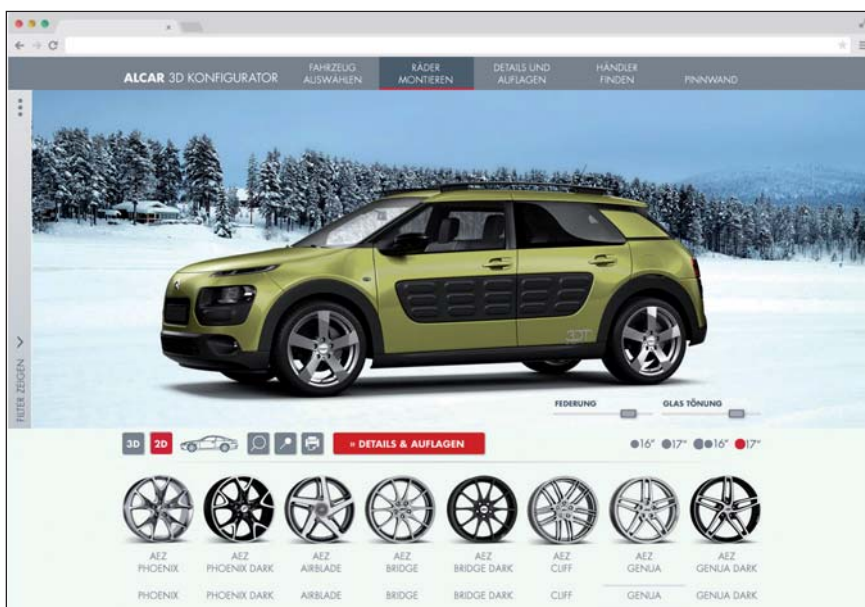 FAHRZEUG AUSWÄHLEN
RÄDER MONTIEREN
DETAILS UND AUFLAGEN
HÄNDLER FINDEN
ALCAR 3D KONFIGURATOR
PINNWAND
FILTER ZEIGEN
FEDERUNG
GLAS TÖNUNG
3D
2D
» DETAILS & AUFLAGEN
16"
17"
16"
17"
AEZ PHOENIX
AEZ PHOENIX DARK
AEZ AIRBLADE
AEZ BRIDGE
AEZ BRIDGE DARK
AEZ CLIFF
AEZ GENUA
AEZ GENUA DARK
PHOENIX
PHOENIX DARK
AIRBLADE
BRIDGE
BRIDGE DARK
CLIFF
GENUA
GENUA DARK